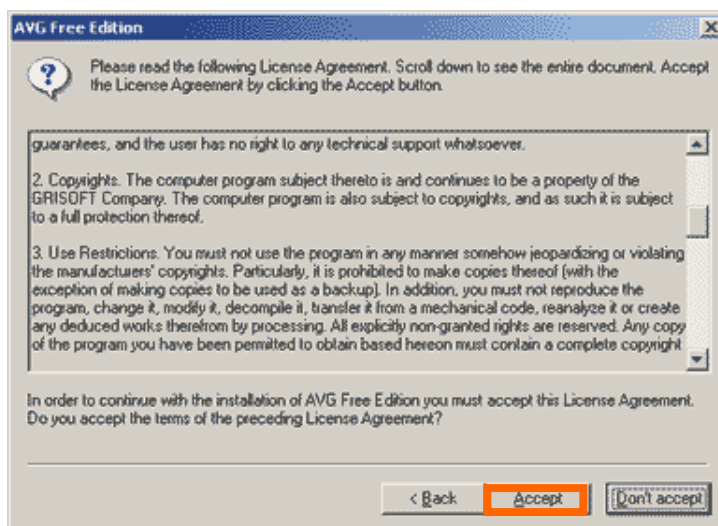 AVG Free Edition
Please read the following License Agreement. Scroll down to see the entire document. Accept
the License Agreement by clicking the Accept button.
guarantees, and the user has no right to any technical support whatsoever.
2. Copyrights. The computer program subject thereto is and continues to be a property of the
GRISOFT Company. The computer program is also subject to copyrights, and as such it is subject
to a full protection thereof.
3. Use Restrictions. You must not use the program in any manner somehow jeopardizing or violating
the manufacturers' copyrights. Particularly, it is prohibited to make copies thereof (with the
exception of making copies to be used as a backup). In addition, you must not reproduce the
program, change it, modify it, decompile it, transfer it from a mechanical code, reanalyze it or create
any deduced works therefrom by processing. All explicitly non-granted rights are reserved. Any copy
of the program you have been permitted to obtain based hereon must contain a complete copyright
In order to continue with the installation of AVG Free Edition you must accept this License Agreement.
Do you accept the terms of the preceding License Agreement?
< Back Accept Don't accept